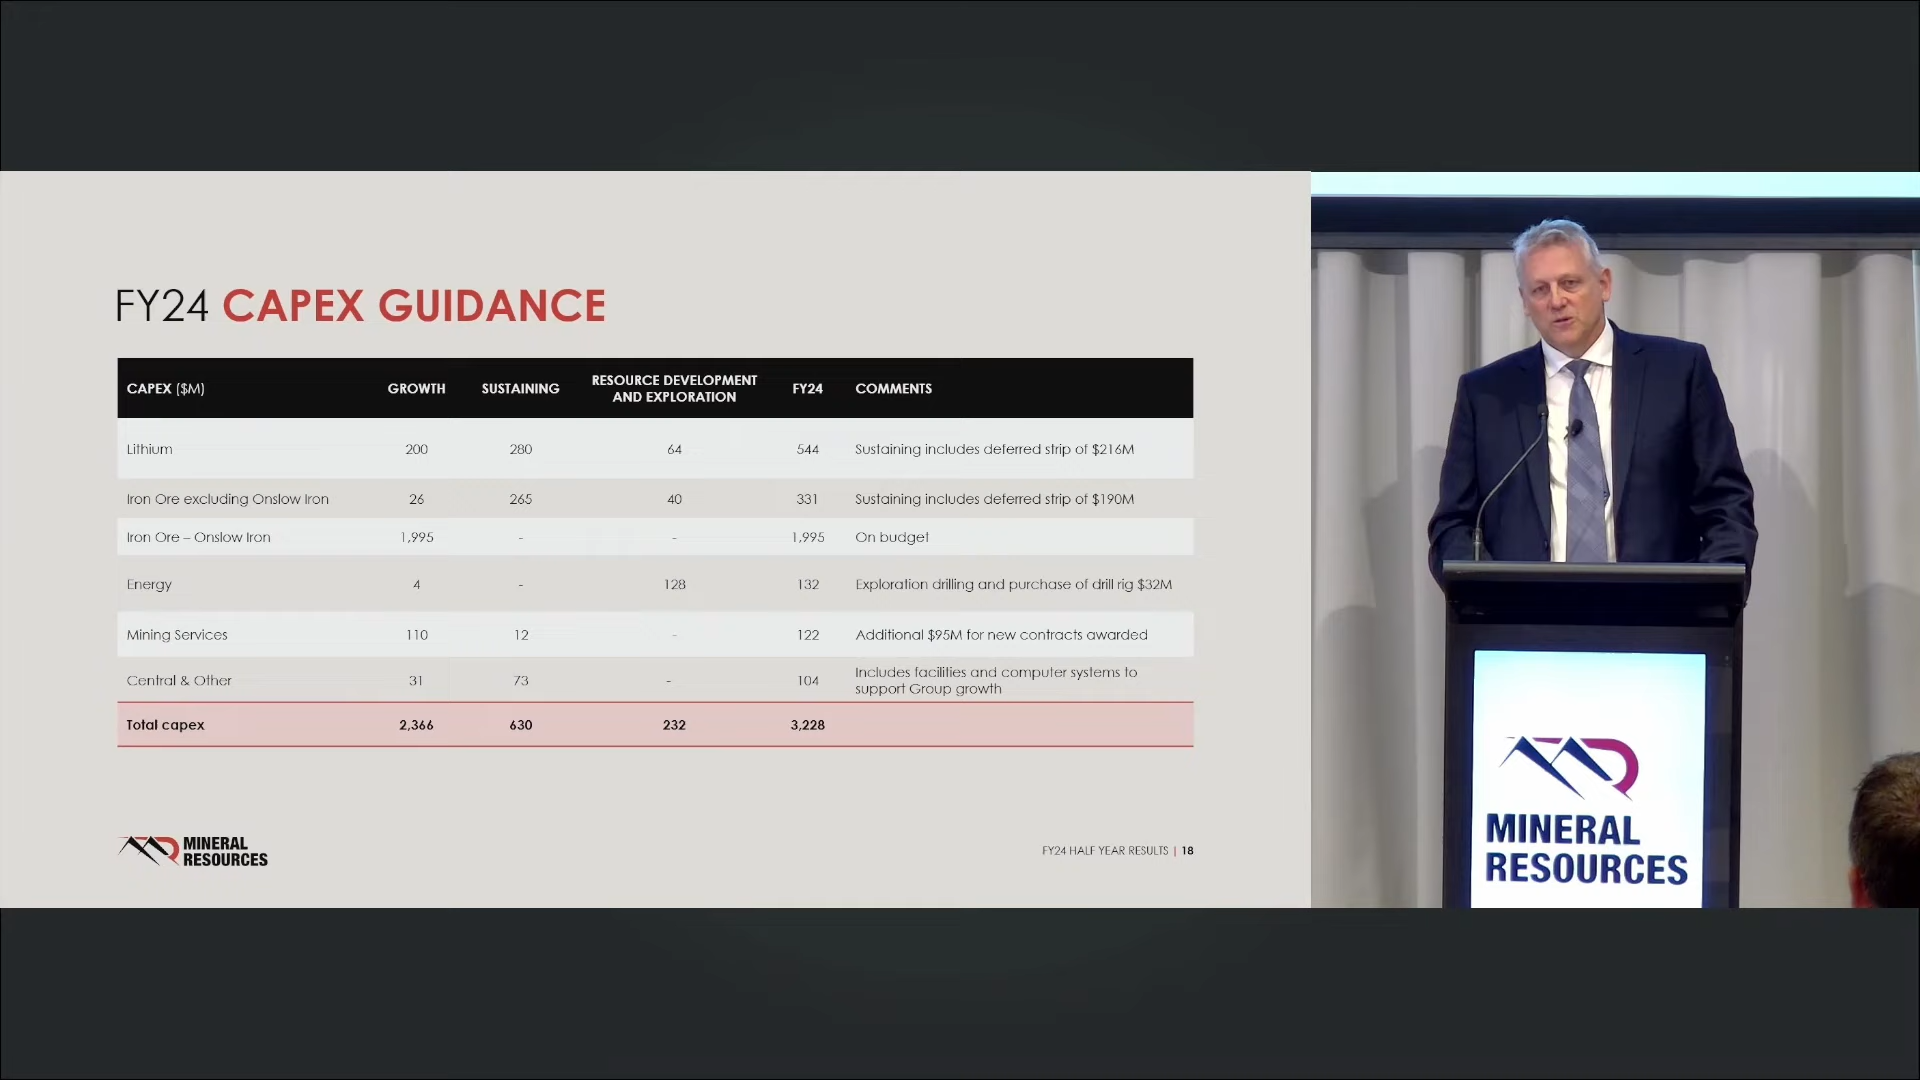 FY24 CAPEX GUIDANCE
CAPEX ($M) GROWTH SUSTAINING RESOURCE DEVELOPMENT AND EXPLORATION FY24 COMMENTS
Lithium 200 280 64 544 Sustaining includes deferred strip of $216M
Iron Ore excluding Onslow Iron 26 265 40 331 Sustaining includes deferred strip of $190M
Iron Ore – Onslow Iron 1,995 - - 1,995 On budget
Energy 4 - 128 132 Exploration drilling and purchase of drill rig $32M
Mining Services 110 12 - 122 Additional $95M for new contracts awarded
Central & Other 31 73 - 104 Includes facilities and computer systems to support Group growth
Total capex 2,366 630 232 3,228
MINERAL
RESOURCES
FY24 HALF YEAR RESULTS | 18
MINERAL
RESOURCES